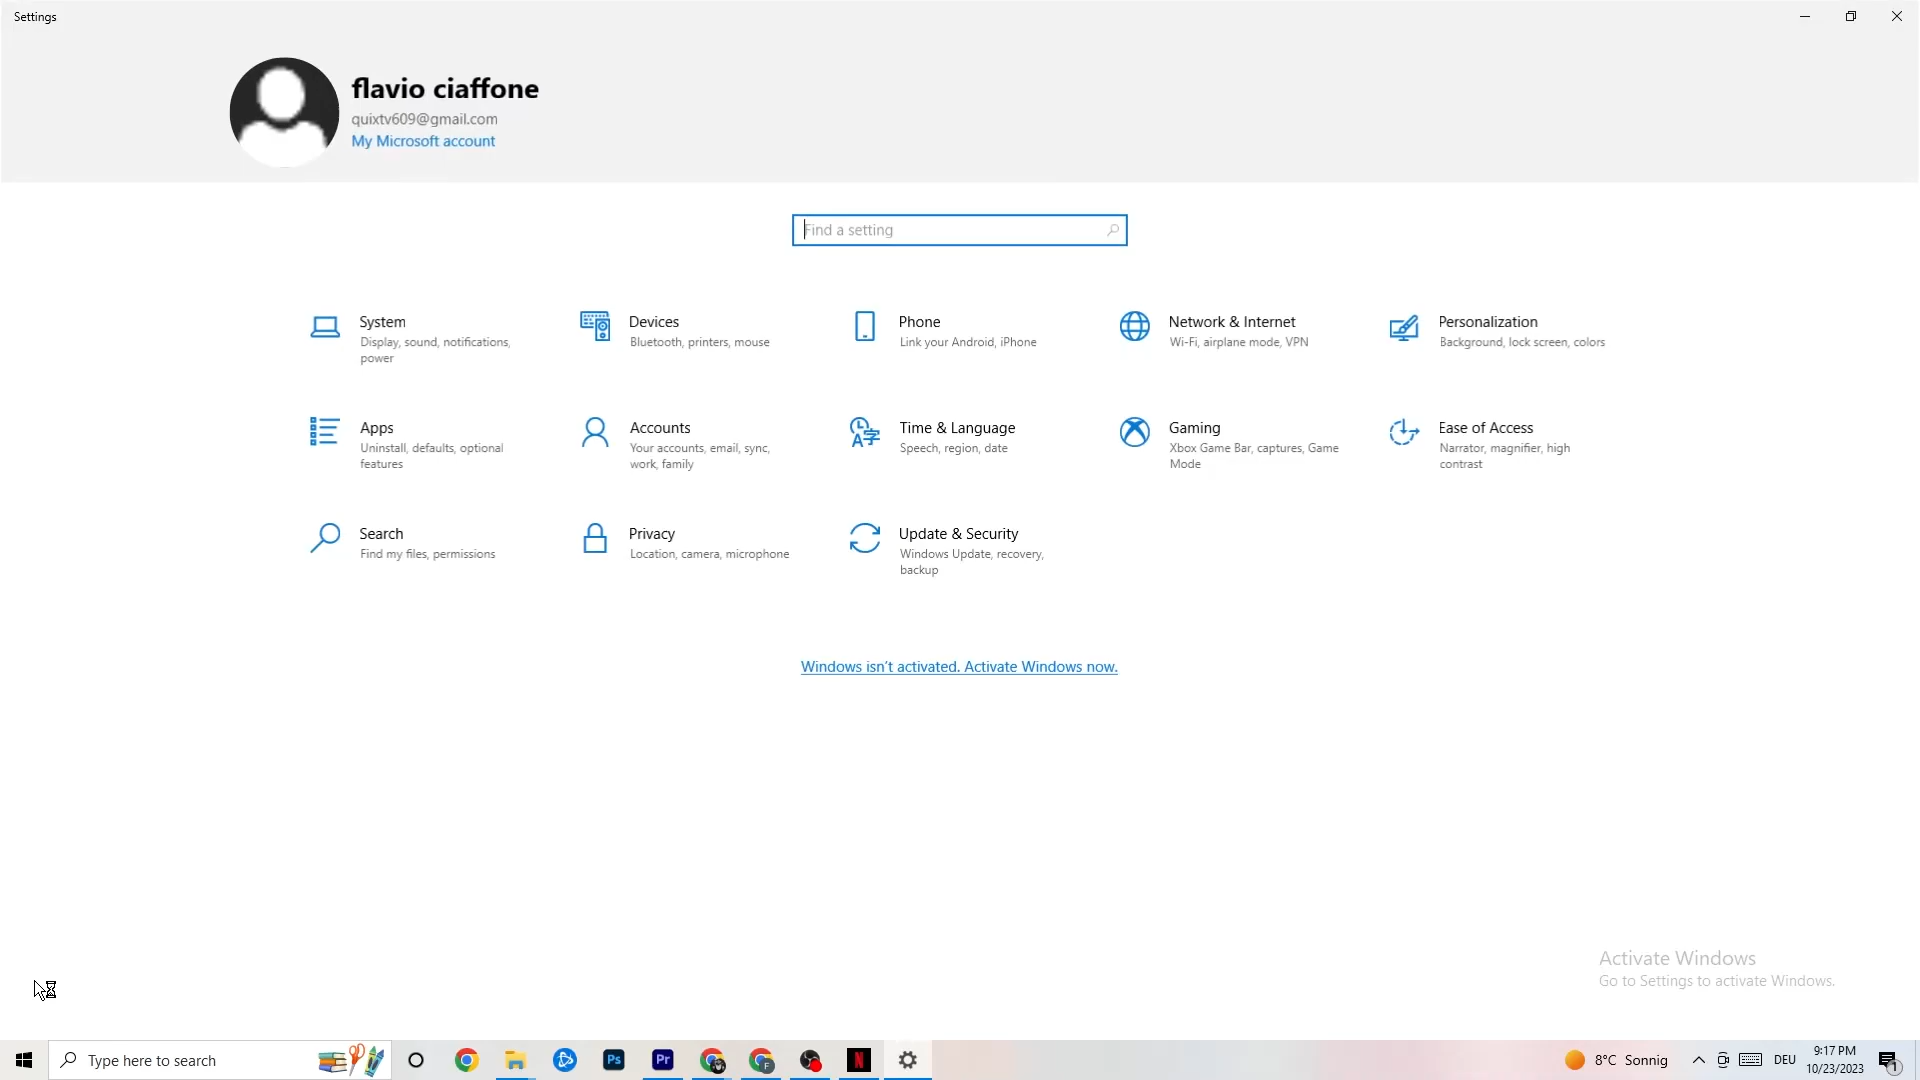 Settings
flavio ciaffone
quixtv609@gmail.com
My Microsoft account
Find a setting
System
Display, sound, notifications,
power
Devices
Bluetooth, printers, mouse
Phone
Link your Android, iPhone
Network & Internet
Wi-Fi, airplane mode, VPN
Personalization
Background, lock screen, colors
Apps
Uninstall, defaults, optional
features
Accounts
Your accounts, email, sync,
work, family
Time & Language
Speech, region, date
Gaming
Xbox Game Bar, captures, Game
Mode
Ease of Access
Narrator, magnifier, high
contrast
Search
Find my files, permissions
Privacy
Location, camera, microphone
Update & Security
Windows Update, recovery,
backup
Windows isn't activated. Activate Windows now.
Activate Windows
Go to Settings to activate Windows.
Type here to search
Ps
Pr
F
N
8°C Sonnig
DEU
9:17 PM
10/23/2023
1